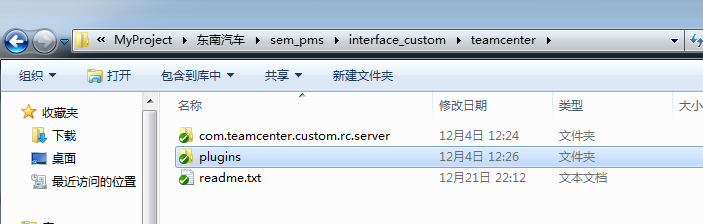 « MyProject 东南汽车 sem_pms interface_custom teamcenter
组织 打开 包含到库中 共享 新建文件夹
收藏夹
下载
桌面
最近访问的位置
名称 修改日期 类型 大小
com.teamcenter.custom.rc.server 12月4日 12:24 文件夹
plugins 12月4日 12:26 文件夹
readme.txt 12月21日 22:12 文本文档